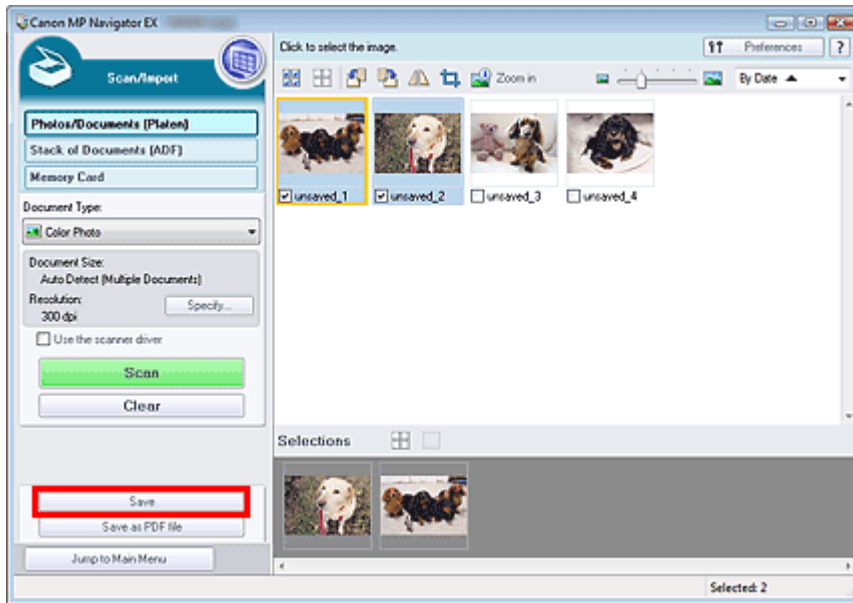 Canon MP Navigator EX
Scan/Import
Photos/Documents (Platen)
Stack of Documents (ADF)
Memory Card
Document Type:
Color Photo
Document Size:
Auto Detect (Multiple Documents)
Resolution:
300 dpi
Specify...
Use the scanner driver
Scan
Clear
Save
Save as PDF file
Jump to Main Menu
Click to select the image.
Preferences
?
Zoom in
By Date
unsaved_1
unsaved_2
unsaved_3
unsaved_4
Selections
Selected: 2